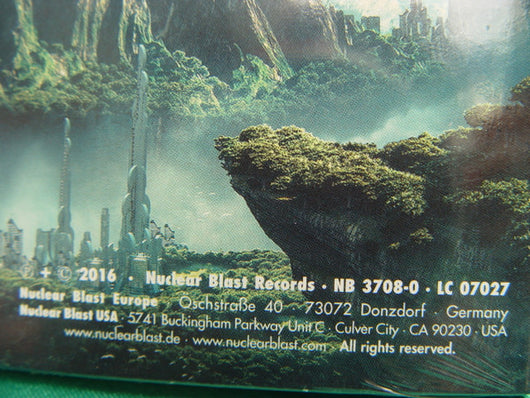 ℗ + © 2016 · Nuclear Blast Records · NB 3708-0 · LC 07027
Nuclear Blast Europe · Oschstraße 40 · 73072 Donzdorf · Germany
Nuclear Blast USA · 5741 Buckingham Parkway Unit C · Culver City · CA 90230 · USA
www.nuclearblast.de · www.nuclearblast.com · All rights reserved.